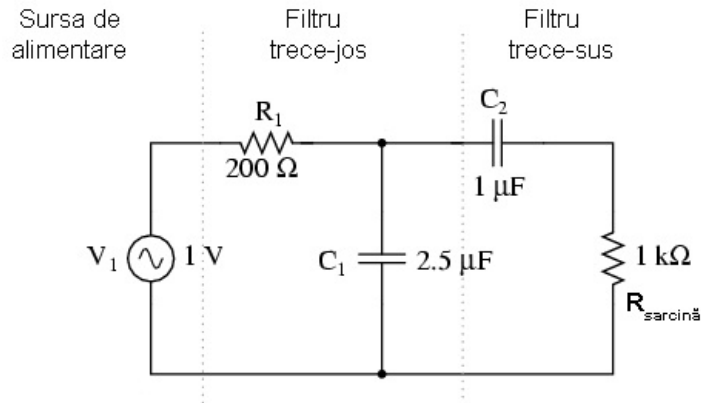 Sursa de
alimentare
Filtru
trece-jos
Filtru
trece-sus
R1
200 Ω
C2
1 μF
V1
1 V
C1
2.5 μF
1 kΩ
Rsarcină